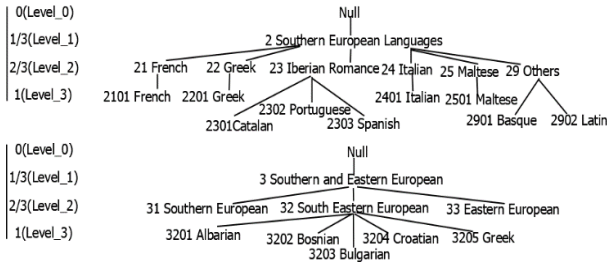 0(Level_0) Null
1/3(Level_1) 2 Southern European Languages
2/3(Level_2) 21 French 22 Greek 23 Iberian Romance 24 Italian 25 Maltese 29 Others
1(Level_3) 2101 French 2201 Greek 2401 Italian 2501 Maltese
2302 Portuguese
2301Catalan 2303 Spanish 2901 Basque 2902 Latin
0(Level_0) Null
1/3(Level_1) 3 Southern and Eastern European
2/3(Level_2) 31 Southern European 32 South Eastern European 33 Eastern European
1(Level_3) 3201 Albarian 3202 Bosnian 3204 Croatian 3205 Greek
3203 Bulgarian